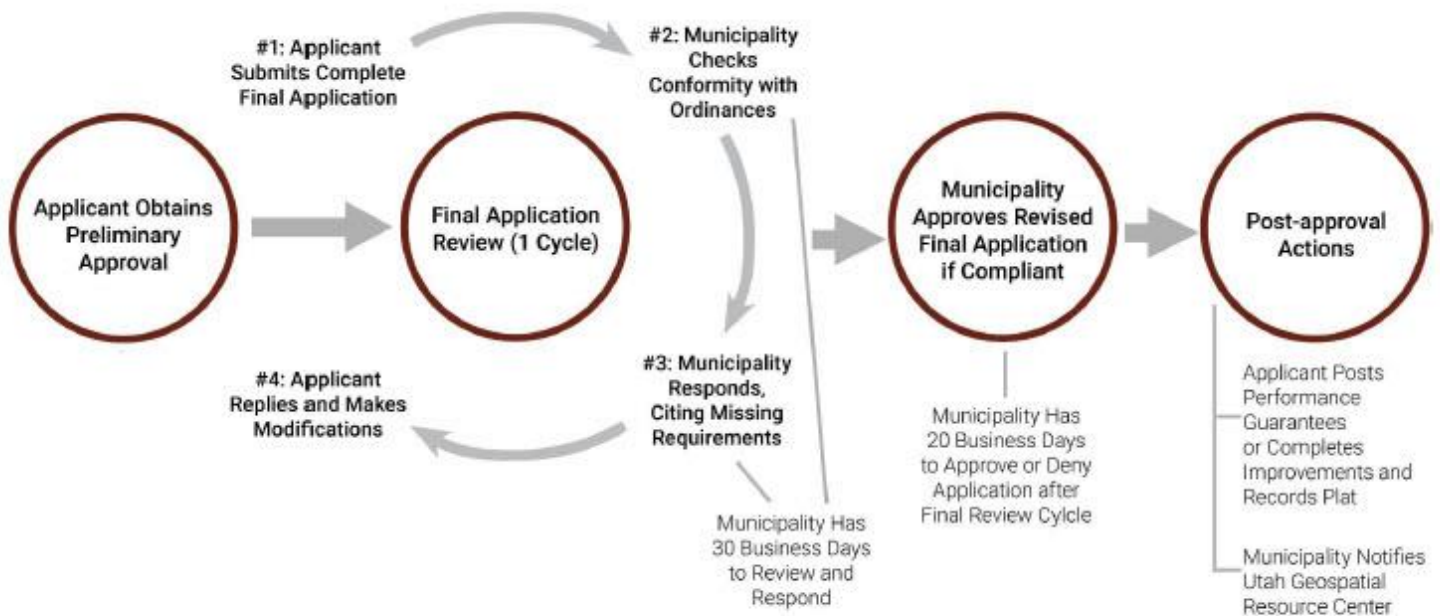 #1: Applicant
Submits Complete
Final Application
#2: Municipality
Checks
Conformity with
Ordinances
Applicant Obtains
Preliminary
Approval
Final Application
Review (1 Cycle)
Municipality
Approves Revised
Final Application
if Compliant
Post-approval
Actions
#4: Applicant
Replies and Makes
Modifications
#3: Municipality
Responds,
Citing Missing
Requirements
Municipality Has
30 Business Days
to Review and
Respond
Municipality Has
20 Business Days
to Approve or Deny
Application after
Final Review Cylcle
Applicant Posts
Performance
Guarantees
or Completes
Improvements and
Records Plat
Municipality Notifies
Utah Geospatial
Resource Center